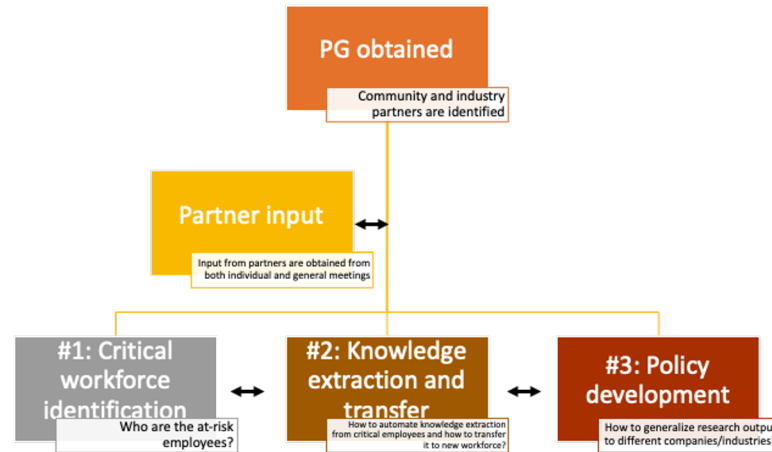 PG obtained
Community and industry
partners are identified
Partner input
Input from partners are obtained from
both individual and general meetings
#1: Critical
workforce
identification
Who are the at-risk
employees?
#2: Knowledge
extraction and
transfer
How to automate knowledge extraction
from critical employees and how to transfer
it to new workforce?
#3: Policy
development
How to generalize research outpu
to different companies/industries